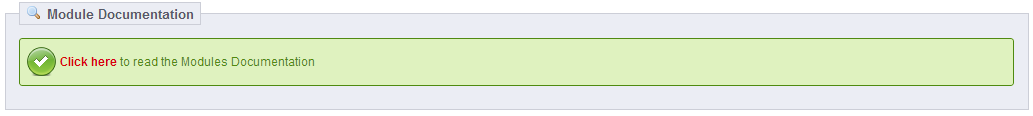 Module Documentation
Click here to read the Modules Documentation